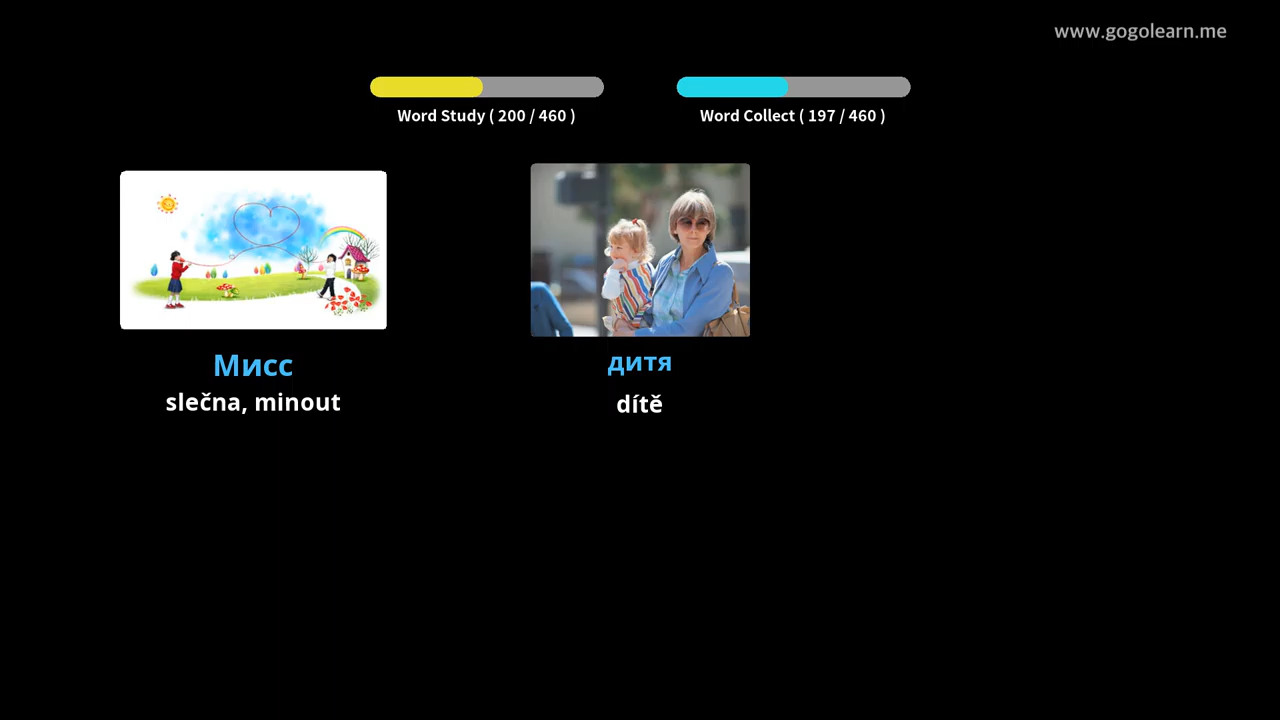 www.gogolearn.me
Word Study ( 200 / 460 )
Word Collect ( 197 / 460 )
Мисс
slečna, minout
дитя
dítě